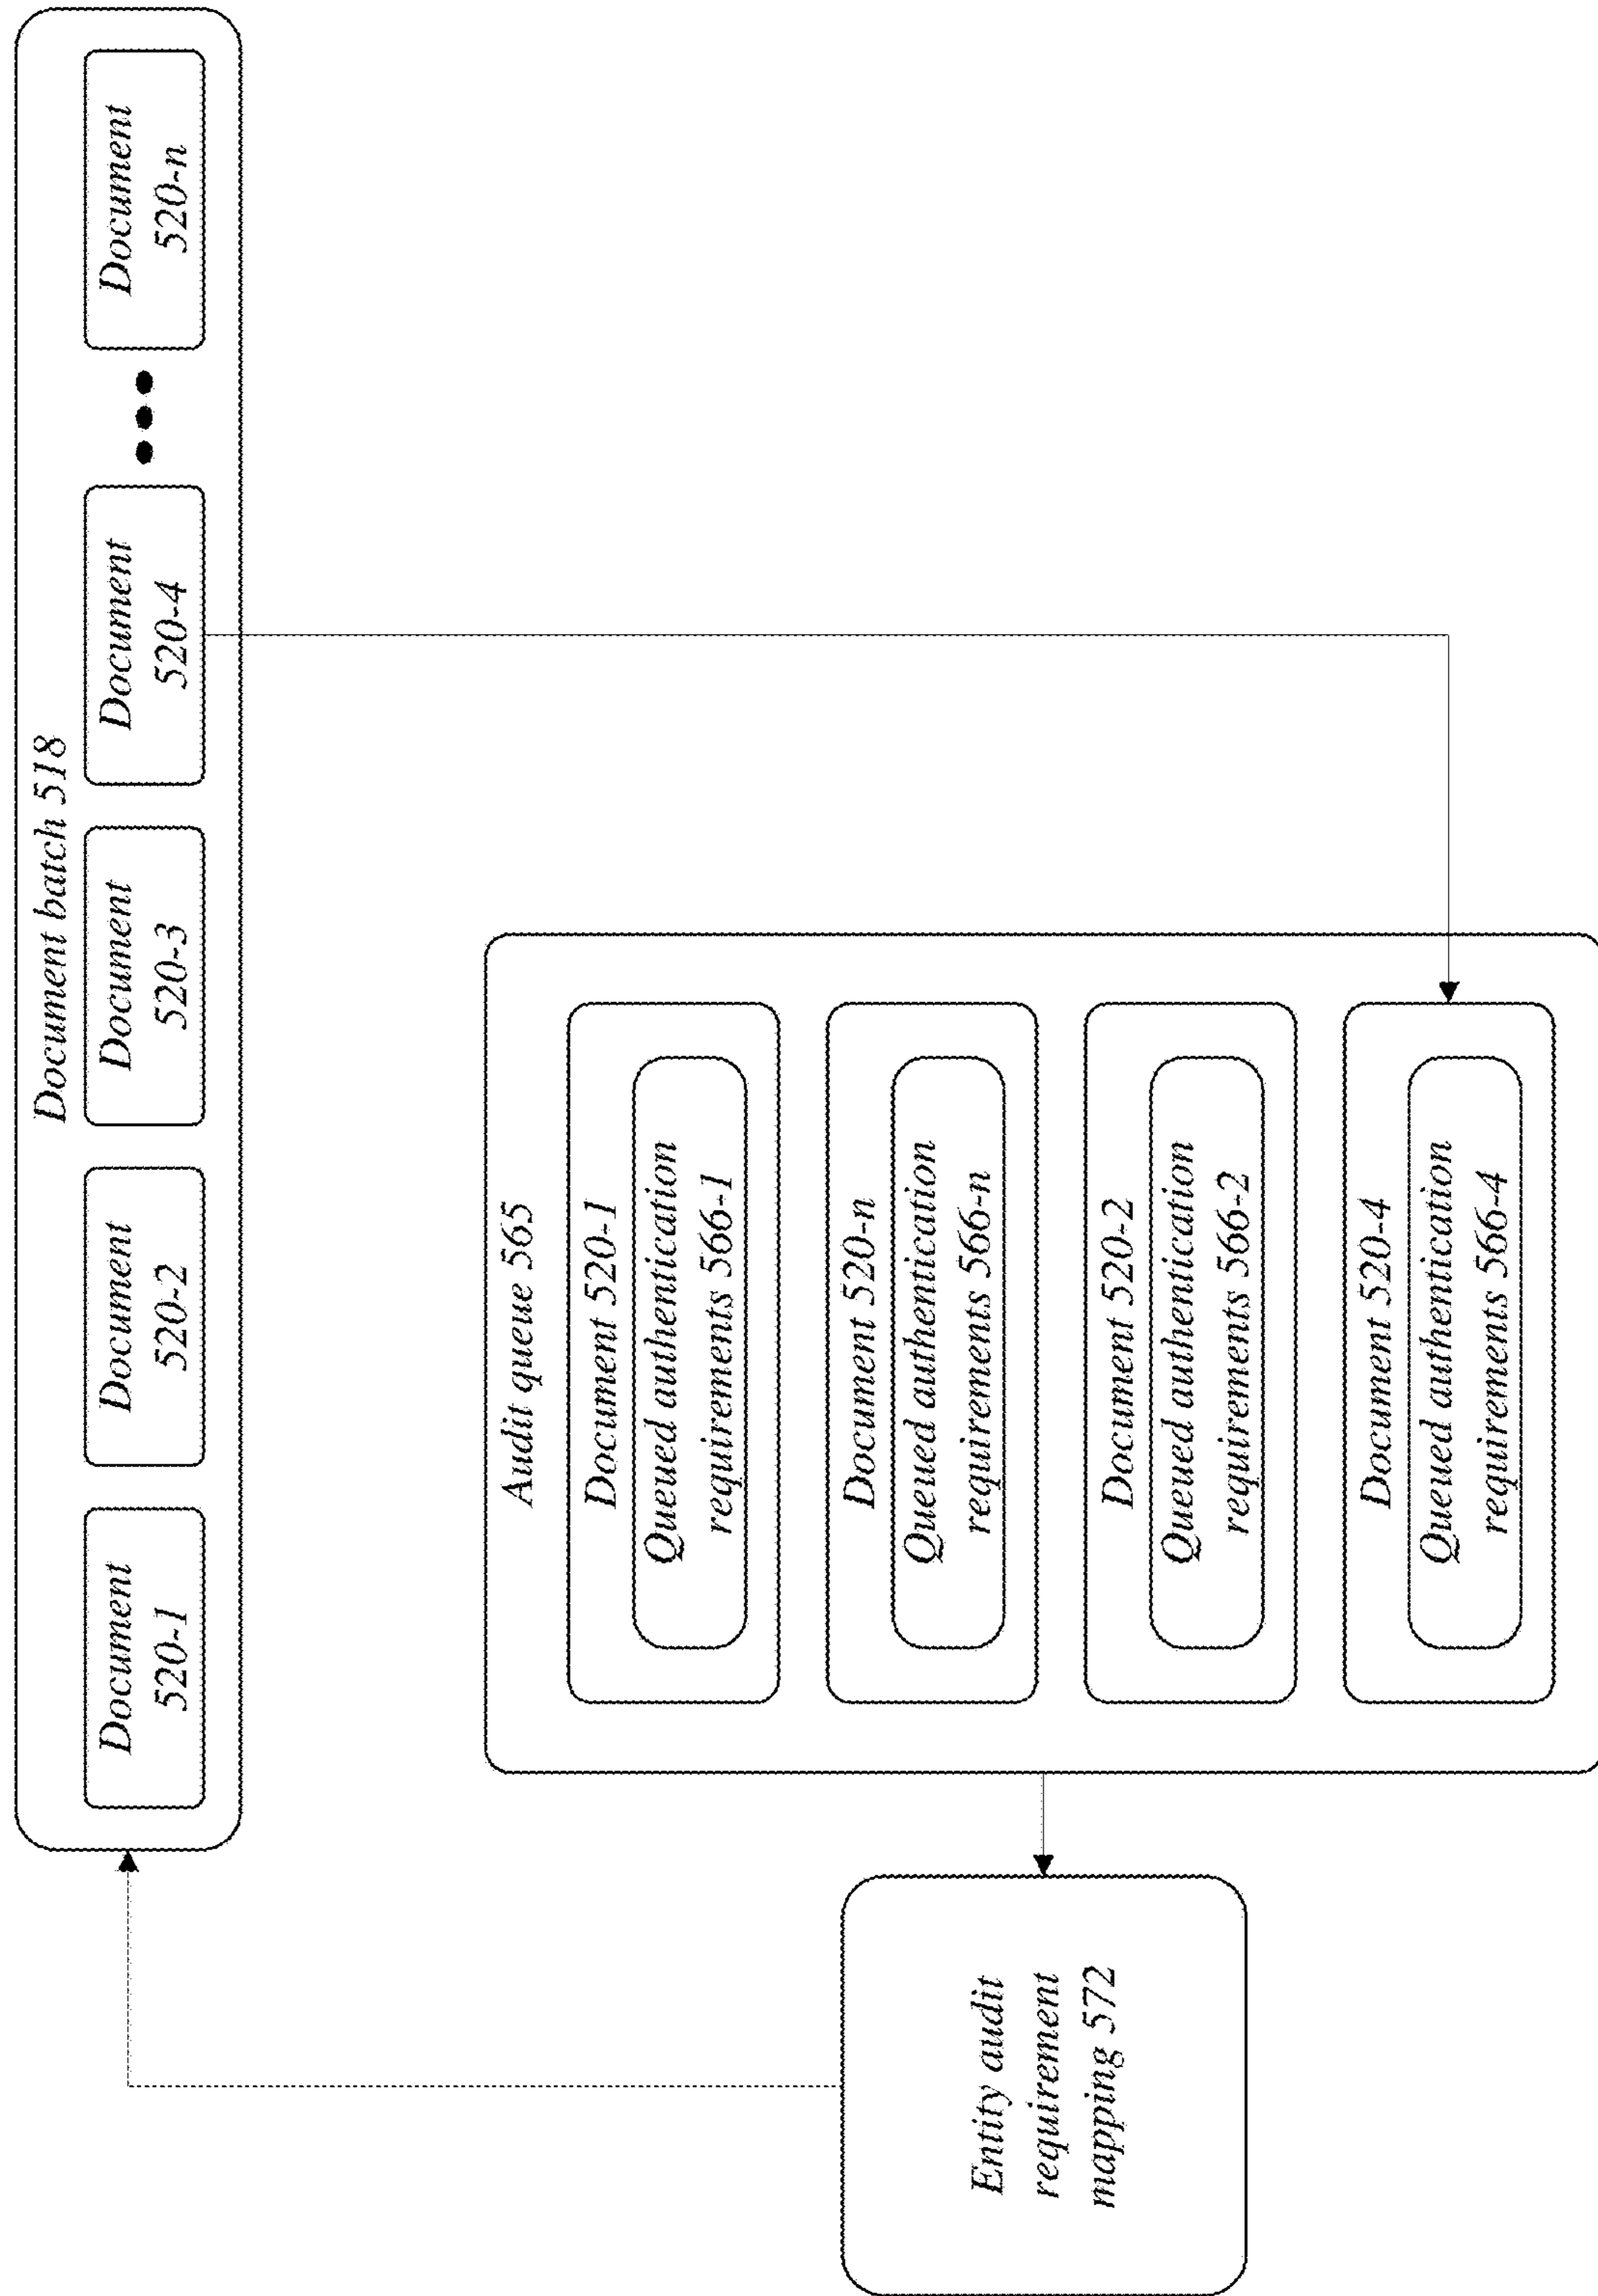 Document batch 518
Document
520-1
Document
520-2
Document
520-3
Document
520-4
Document
520-n
Audit queue 565
Document 520-1
Queued authentication
requirements 566-1
Document 520-n
Queued authentication
requirements 566-n
Document 520-2
Queued authentication
requirements 566-2
Document 520-4
Queued authentication
requirements 566-4
Entity audit
requirement
mapping 572